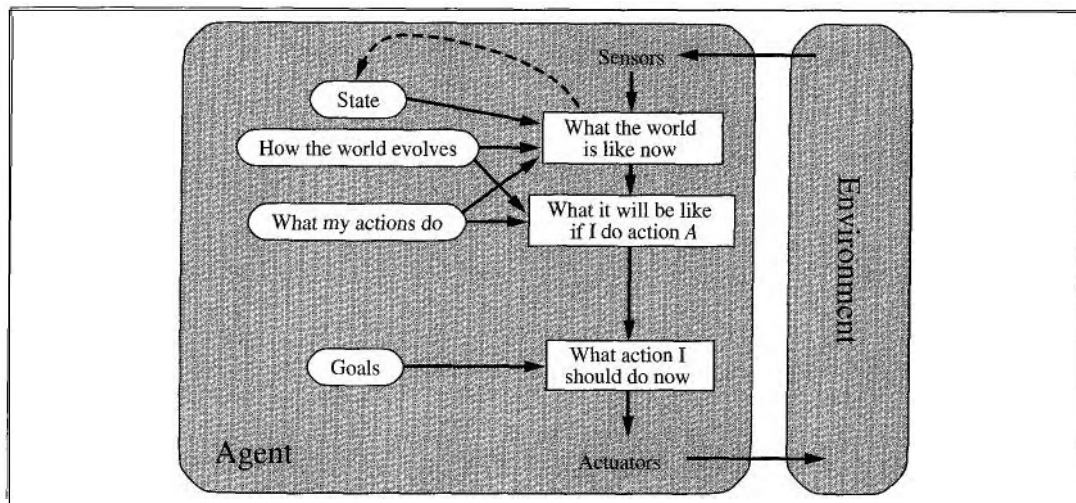 Sensors
State
What the world
is like now
How the world evolves
What it will be like
if I do action A
What my actions do
Environment
Goals
What action I
should do now
Agent
Actuators